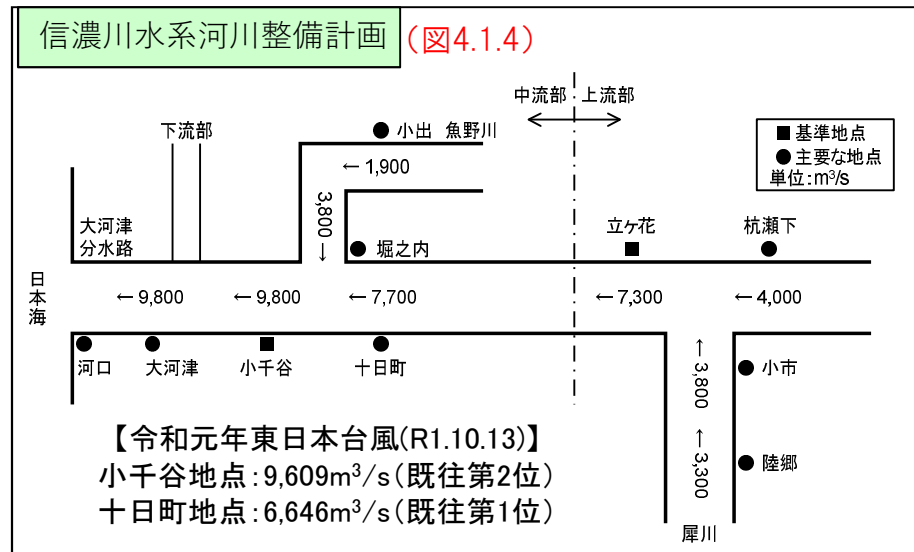 信濃川水系河川整備計画
(図4.1.4)
中流部 上流部
下流部
●小出 魚野川
■基準地点
●主要な地点
単位:m³/s
←1,900
3,800→
大河津
分水路
●堀之内
立ケ花
杭瀬下
日本海
←9,800
←9,800
←7,700
←7,300
←4,000
河口
大河津
小千谷
十日町
←3,800
●小市
←3,300
●陸郷
犀川
【令和元年東日本台風(R1.10.13)】
小千谷地点:9,609m³/s(既往第2位)
十日町地点:6,646m³/s(既往第1位)